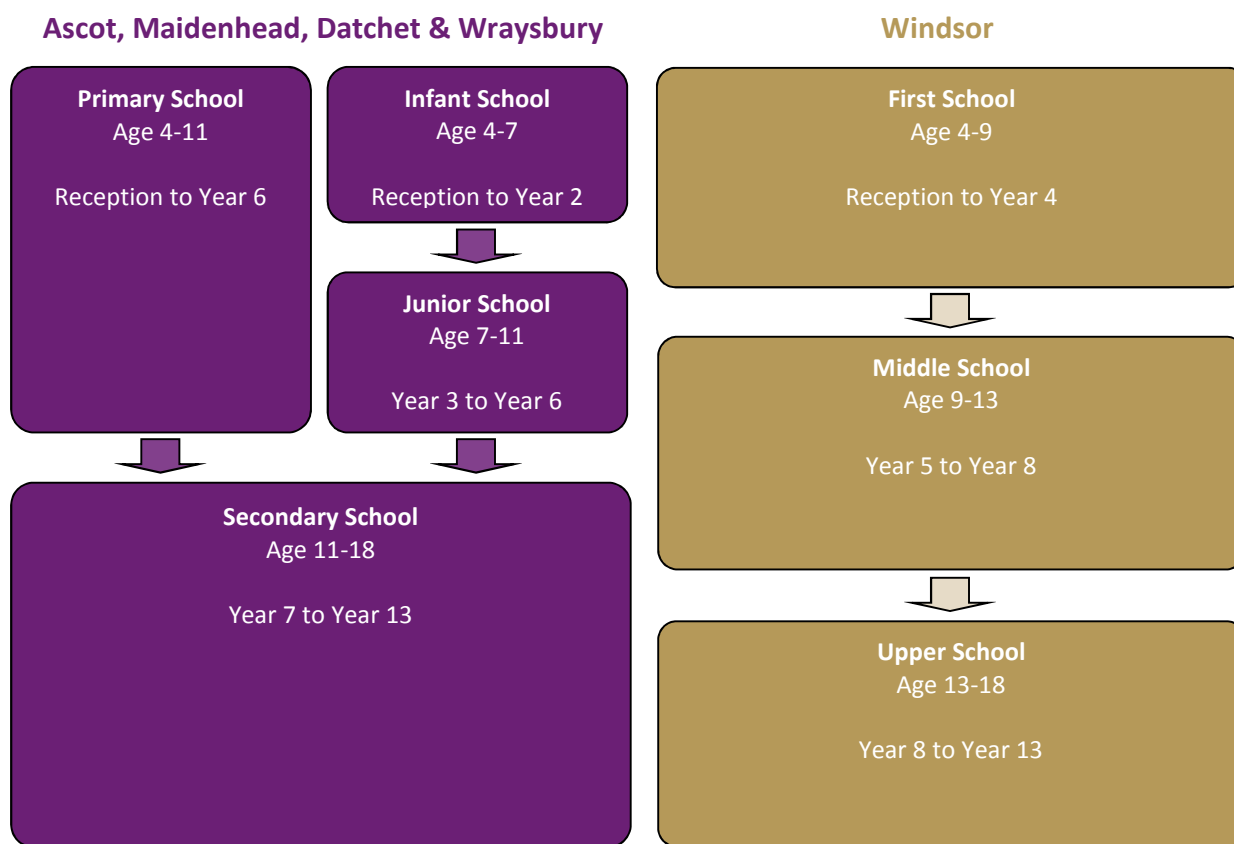 Ascot, Maidenhead, Datchet & Wraysbury
Primary School
Age 4-11
Reception to Year 6
Infant School
Age 4-7
Reception to Year 2
Junior School
Age 7-11
Year 3 to Year 6
Secondary School
Age 11-18
Year 7 to Year 13
Windsor
First School
Age 4-9
Reception to Year 4
Middle School
Age 9-13
Year 5 to Year 8
Upper School
Age 13-18
Year 8 to Year 13